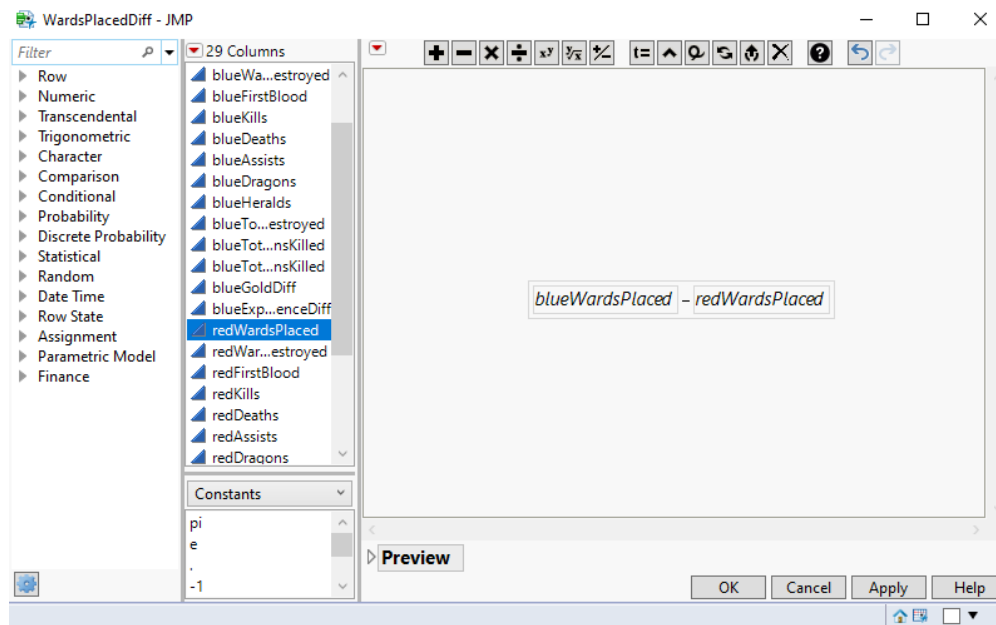 WardsPlacedDiff - JMP
Filter
Row
Numeric
Transcendental
Trigonometric
Character
Comparison
Conditional
Probability
Discrete Probability
Statistical
Random
Date Time
Row State
Assignment
Parametric Model
Finance
29 Columns
blueWa...estroyed
blueFirstBlood
blueKills
blueDeaths
blueAssists
blueDragons
blueHeralds
blueTo...estroyed
blueTot...nsKilled
blueTot...nsKilled
blueGoldDiff
blueExp...enceDiff
redWardsPlaced
redWar...estroyed
redFirstBlood
redKills
redDeaths
redAssists
redDragons
Constants
pi
e
.
-1
t=
blueWardsPlaced – redWardsPlaced
Preview
OK Cancel Apply Help